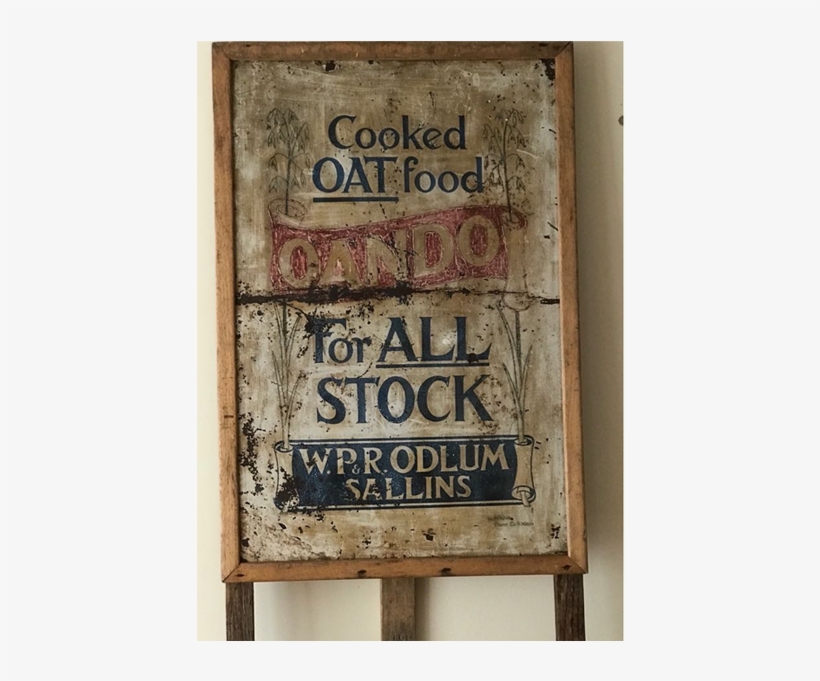 Cooked
OAT food
OANDO
For ALL
STOCK
W.P. & R. ODLUM
SALLINS